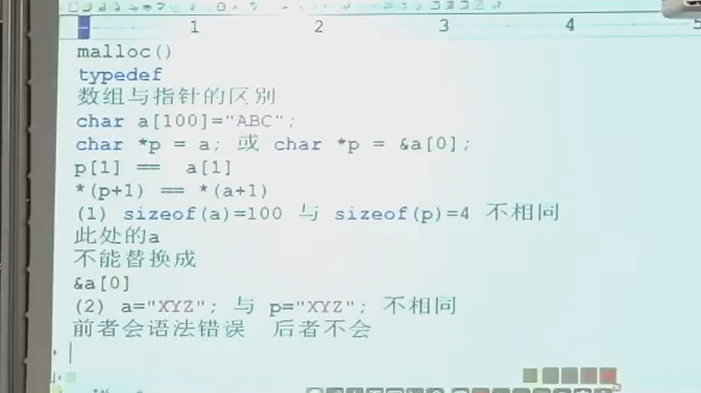 1 2 3 4 5
malloc()
typedef
数组与指针的区别
char a[100]="ABC";
char *p = a; 或 char *p = &a[0];
p[1] == a[1]
*(p+1) == *(a+1)
(1) sizeof(a)=100 与 sizeof(p)=4 不相同
此处的a
不能替换成
&a[0]
(2) a="XYZ"; 与 p="XYZ"; 不相同
前者会语法错误 后者不会